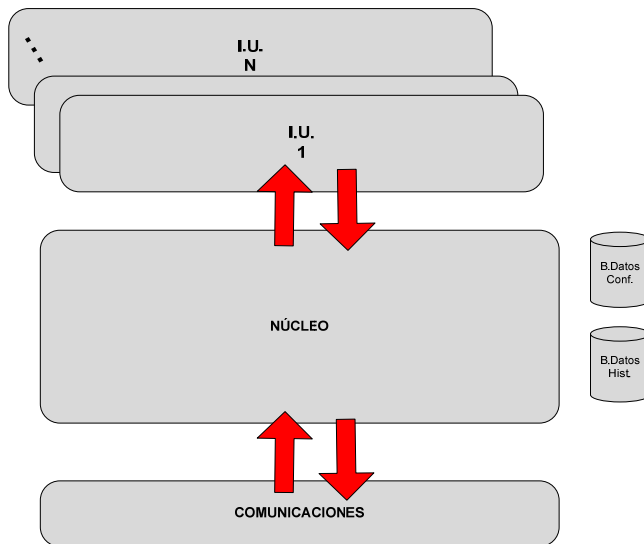 I.U.
N
I.U.
1
NÚCLEO
B.Datos
Conf.
B.Datos
Hist.
COMUNICACIONES